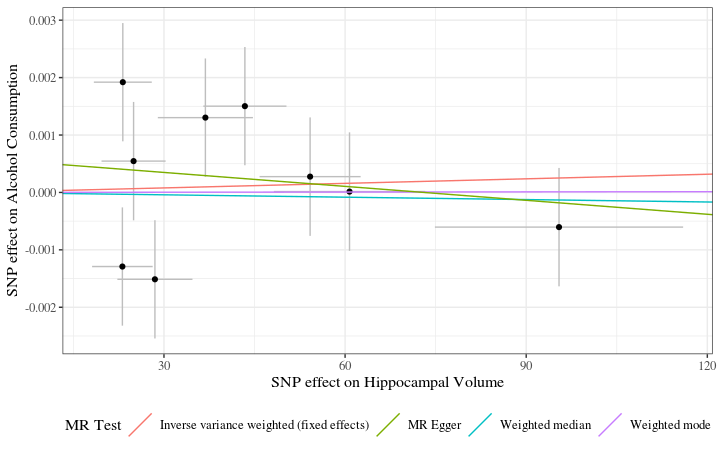 SNP effect on Alcohol Consumption
0.003
0.002
0.001
0.000
-0.001
-0.002
30
60
90
120
SNP effect on Hippocampal Volume
MR Test
Inverse variance weighted (fixed effects)
MR Egger
Weighted median
Weighted mode